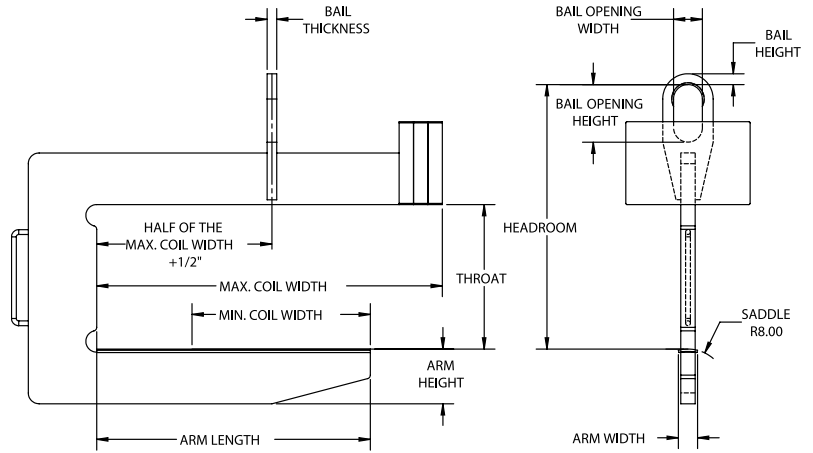 BAIL
THICKNESS
BAIL OPENING
WIDTH
BAIL
HEIGHT
BAIL OPENING
HEIGHT
HEADROOM
HALF OF THE
MAX. COIL WIDTH
+1/2"
THROAT
MAX. COIL WIDTH
MIN. COIL WIDTH
SADDLE
R8.00
ARM
HEIGHT
ARM LENGTH
ARM WIDTH